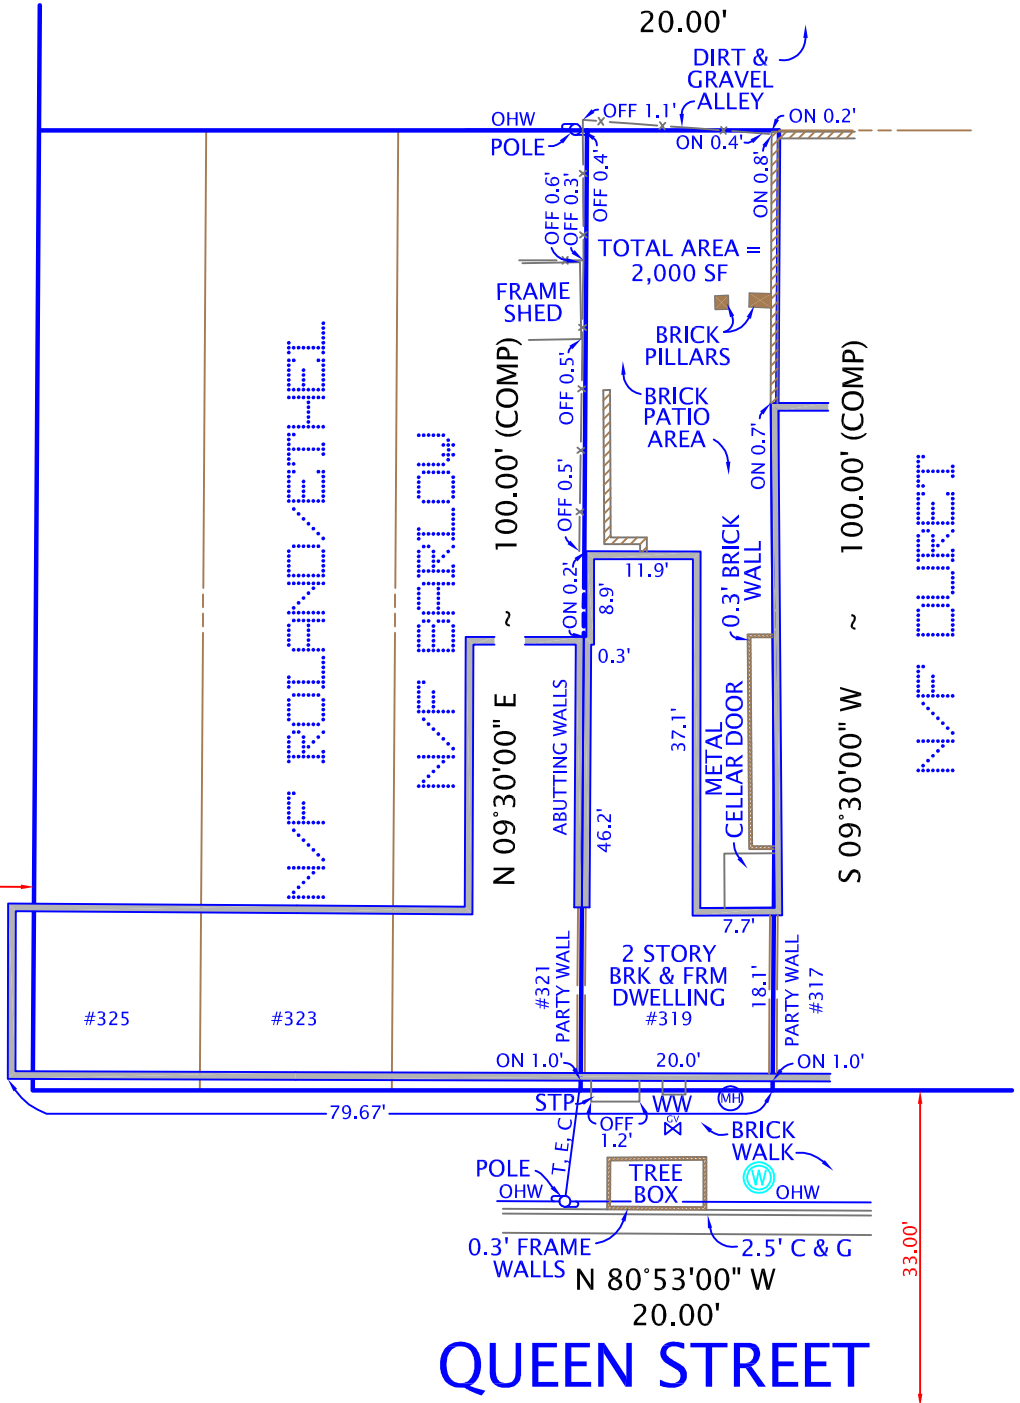 20.00'
DIRT &
GRAVEL
ALLEY
OFF 1.1'
ON 0.2'
OHW
POLE
ON 0.4'
OFF 0.6'
OFF 0.3'
OFF 0.4'
ON 0.8'
TOTAL AREA =
2,000 SF
FRAME
SHED
BRICK
PILLARS
BRICK
PATIO
AREA
OFF 0.5'
ON 0.7'
OFF 0.5'
N/F ROLAND/ETHEL
N/F BARLOW
N 09°30'00" E ~ 100.00' (COMP)
S 09°30'00" W ~ 100.00' (COMP)
N/F DURET
ON 0.2'
11.9'
8.9'
0.3'
0.3' BRICK
WALL
ABUTTING WALLS
46.2'
37.1'
METAL
CELLAR DOOR
7.7'
2 STORY
BRK & FRM
DWELLING
#319
18.1'
#321
PARTY WALL
PARTY WALL
#317
#325
#323
ON 1.0'
20.0'
ON 1.0'
79.67'
STP
WW
MH
OFF
1.2'
GV
T, E, C
BRICK
WALK
POLE
OHW
TREE
BOX
W
OHW
0.3' FRAME
WALLS
2.5' C & G
33.00'
N 80°53'00" W
20.00'
QUEEN STREET